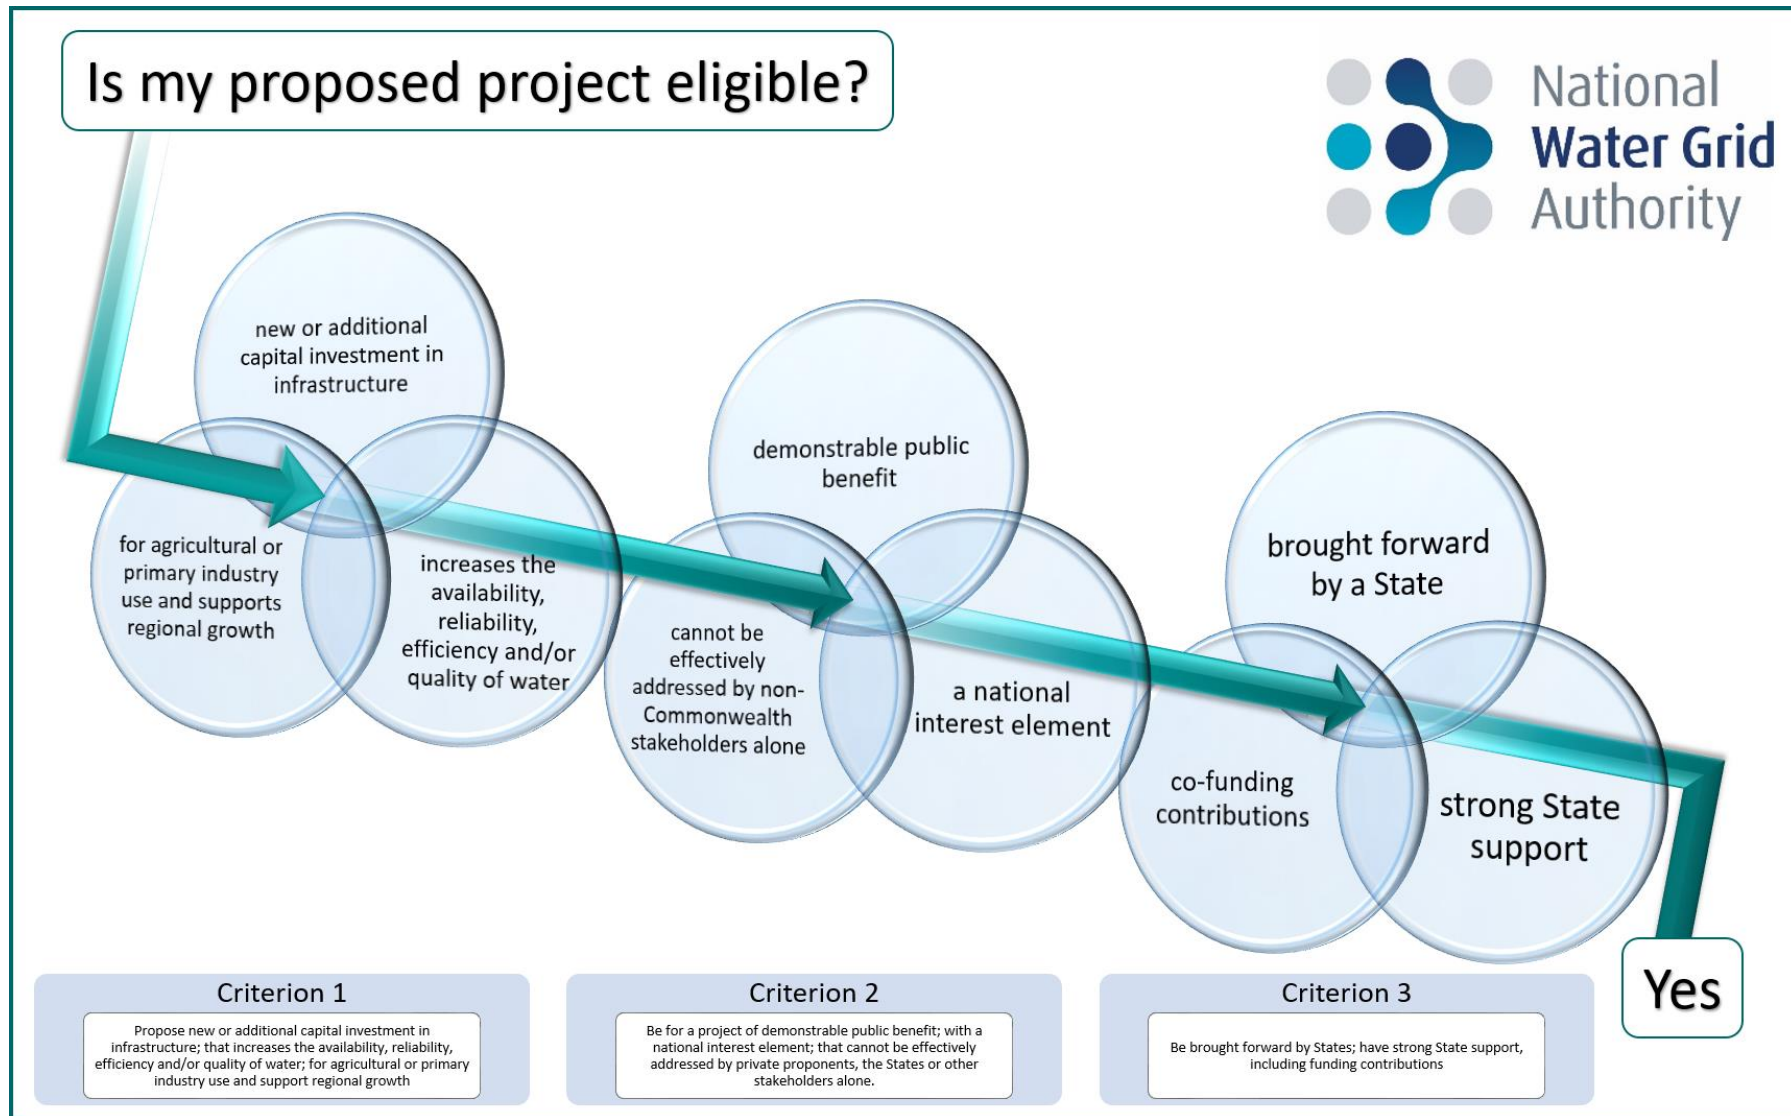 Is my proposed project eligible?
National
Water Grid
Authority
new or additional
capital investment in
infrastructure
for agricultural or
primary industry
use and supports
regional growth
increases the
availability,
reliability,
efficiency and/or
quality of water
demonstrable public
benefit
cannot be
effectively
addressed by non-
Commonwealth
stakeholders alone
a national
interest element
brought forward
by a State
co-funding
contributions
strong State
support
Yes
Criterion 1
Propose new or additional capital investment in
infrastructure; that increases the availability, reliability,
efficiency and/or quality of water; for agricultural or primary
industry use and support regional growth
Criterion 2
Be for a project of demonstrable public benefit; with a
national interest element; that cannot be effectively
addressed by private proponents, the States or other
stakeholders alone.
Criterion 3
Be brought forward by States; have strong State support,
including funding contributions